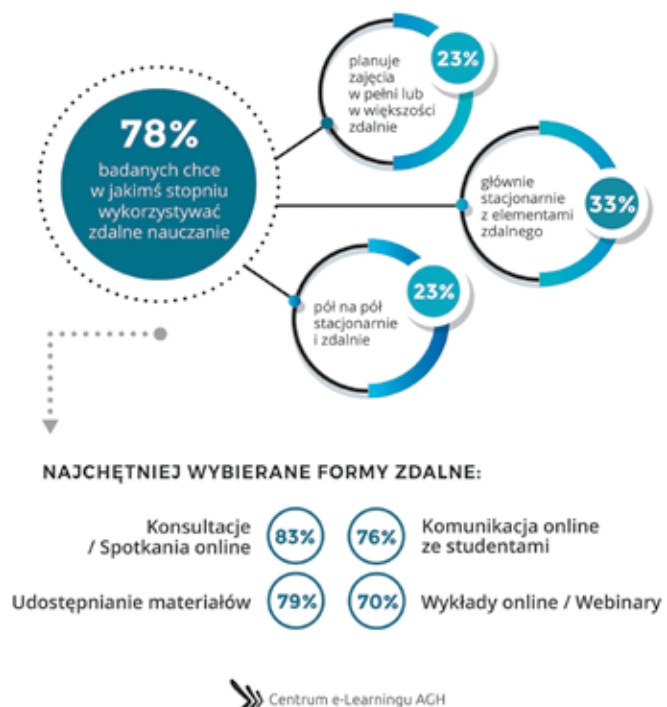 78%
badanych chce
w jakimś stopniu
wykorzystywać
zdalne nauczanie
planuje
zajęcia
w pełni lub
w większości
zdalnie
23%
głównie
stacjonarnie
z elementami
zdalnego
33%
pół na pół
stacjonarnie
i zdalnie
23%
NAJCHĘTNIEJ WYBIERANE FORMY ZDALNE:
Konsultacje
/ Spotkania online
83%
76%
Komunikacja online
ze studentami
Udostępnianie materiałów
79%
70%
Wykłady online / Webinary
Centrum e-Learningu AGH